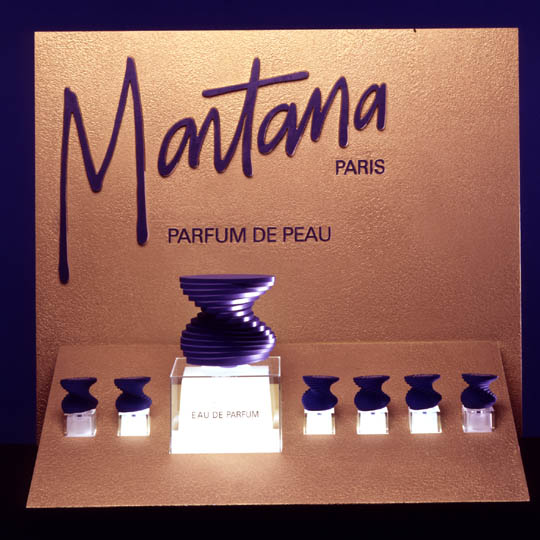 Montana
PARIS
PARFUM DE PEAU
EAU DE PARFUM